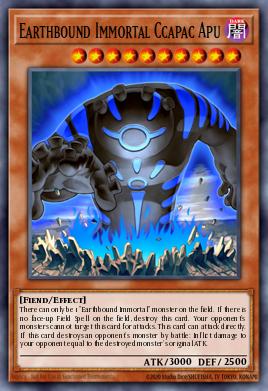 Earthbound Immortal Ccapac Apu
DARK
闇
[Fiend/Effect]
There can only be 1 "Earthbound Immortal" monster on the field. If there is
no face-up Field Spell on the field, destroy this card. Your opponent's
monsters cannot target this card for attacks. This card can attack directly.
If this card destroys an opponent's monster by battle: Inflict damage to
your opponent equal to the destroyed monster's original ATK.
ATK/3000 DEF/2500
©2020 Studio Dice/SHUEISHA, TV TOKYO, KONAMI